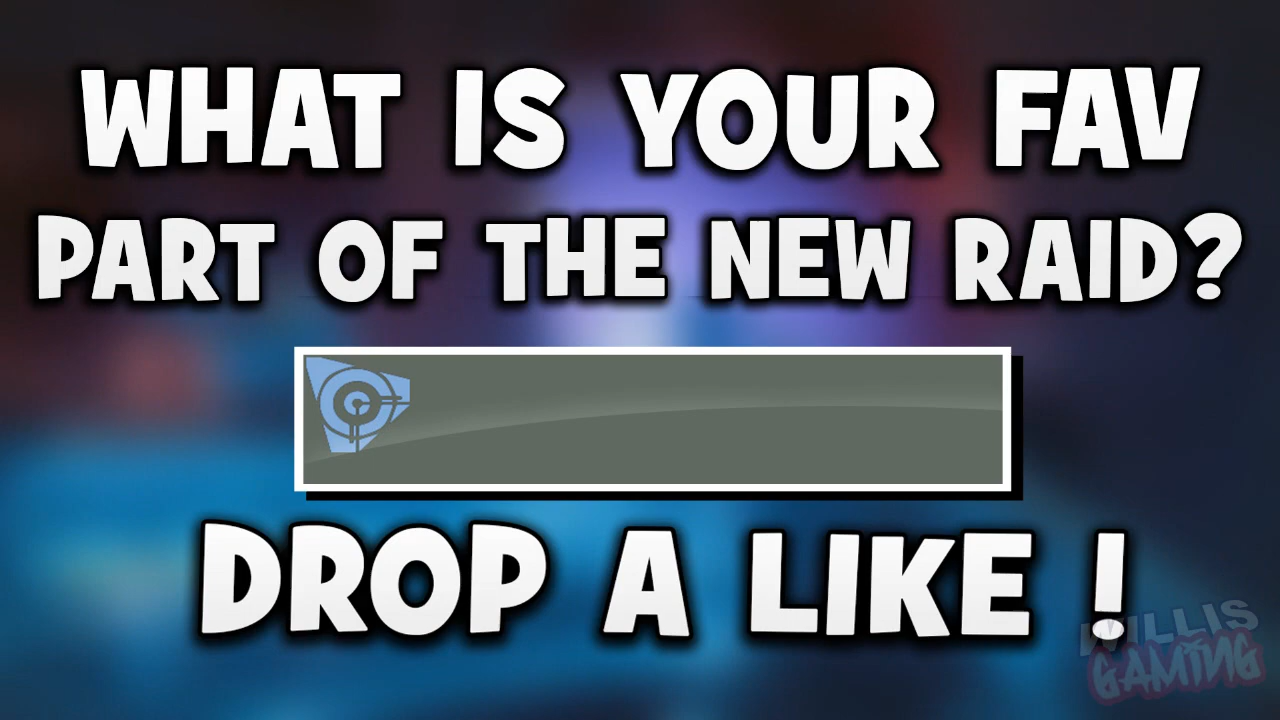 WHAT IS YOUR FAV
PART OF THE NEW RAID?
DROP A LIKE !
WILLIS
GAMING